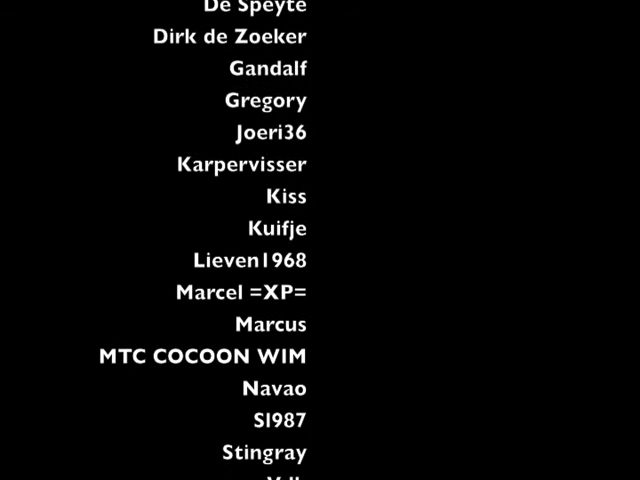 De Speyte
Dirk de Zoeker
Gandalf
Gregory
Joeri36
Karpervisser
Kiss
Kuifje
Lieven1968
Marcel =XP=
Marcus
MTC COCOON WIM
Navao
SI987
Stingray